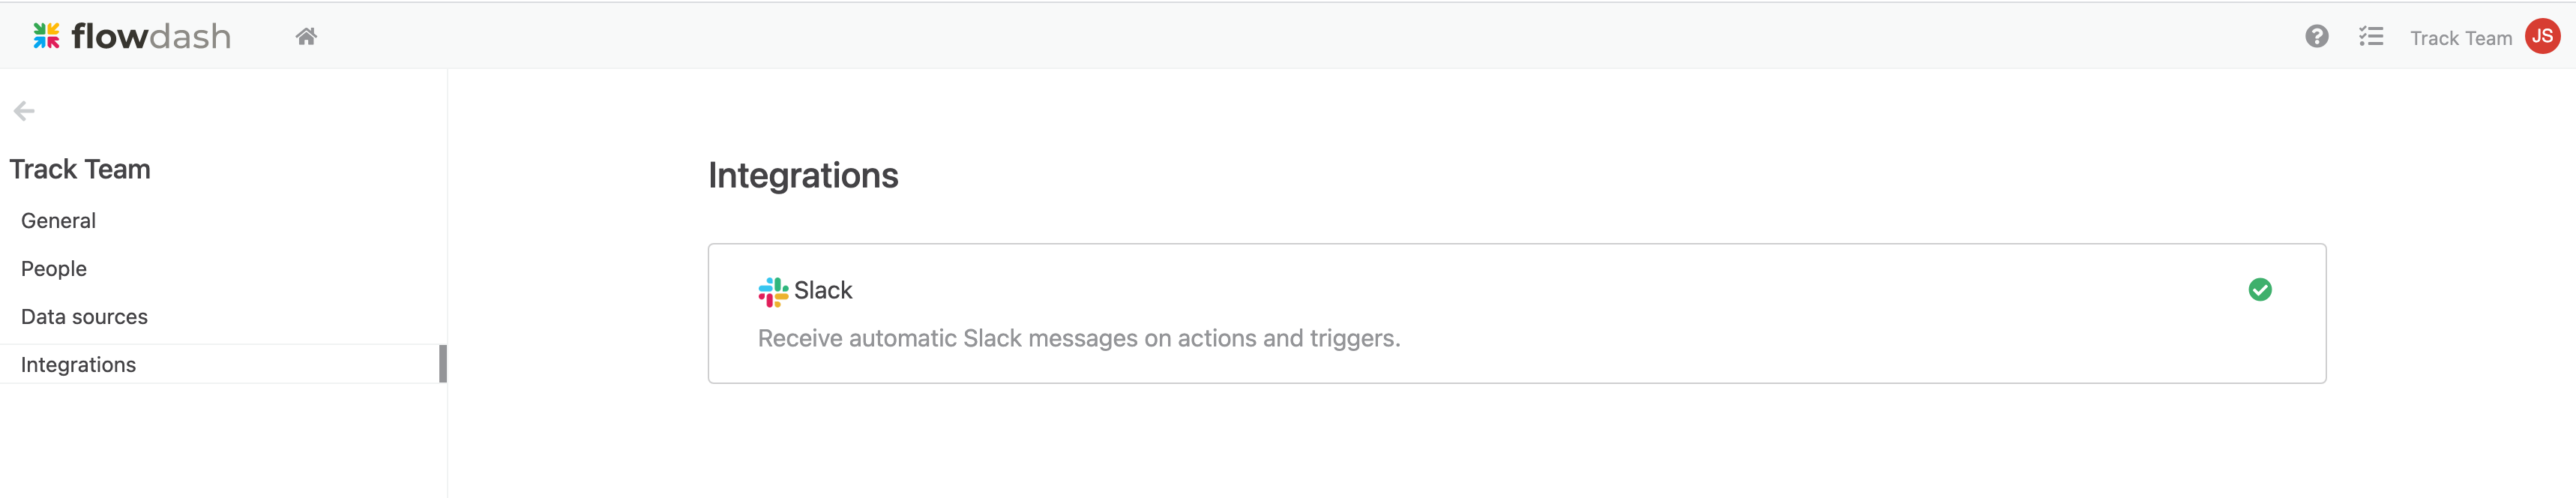 flowdash
Track Team
JS
Track Team
General
People
Data sources
Integrations
Integrations
Slack
Receive automatic Slack messages on actions and triggers.